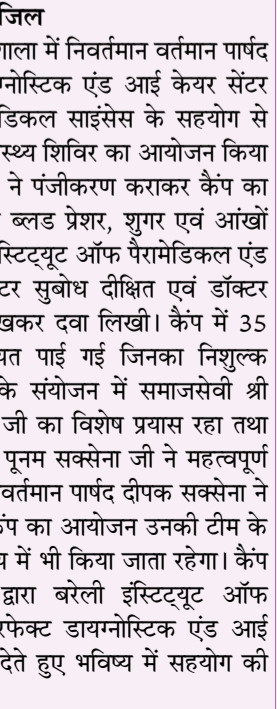 जिल
शाला में निवर्तमान वर्तमान पार्षद
ग्नोस्टिक एंड आई केयर सेंटर
डिकल साइंसेस के सहयोग से
स्थ्य शिविर का आयोजन किया
ने पंजीकरण कराकर कैंप का
ब्लड प्रेशर, शुगर एवं आंखों
स्टिट्यूट ऑफ पैरामेडिकल एंड
टर सुबोध दीक्षित एवं डॉक्टर
खकर दवा लिखी। कैंप में 35
यत पाई गई जिनका निशुल्क
के संयोजन में समाजसेवी श्री
जी का विशेष प्रयास रहा तथा
पूनम सक्सेना जी ने महत्वपूर्ण
वर्तमान पार्षद दीपक सक्सेना ने
कैंप का आयोजन उनकी टीम के
य में भी किया जाता रहेगा। कैंप
द्वारा बरेली इंस्टिट्यूट ऑफ
रफेक्ट डायग्नोस्टिक एंड आई
देते हुए भविष्य में सहयोग की